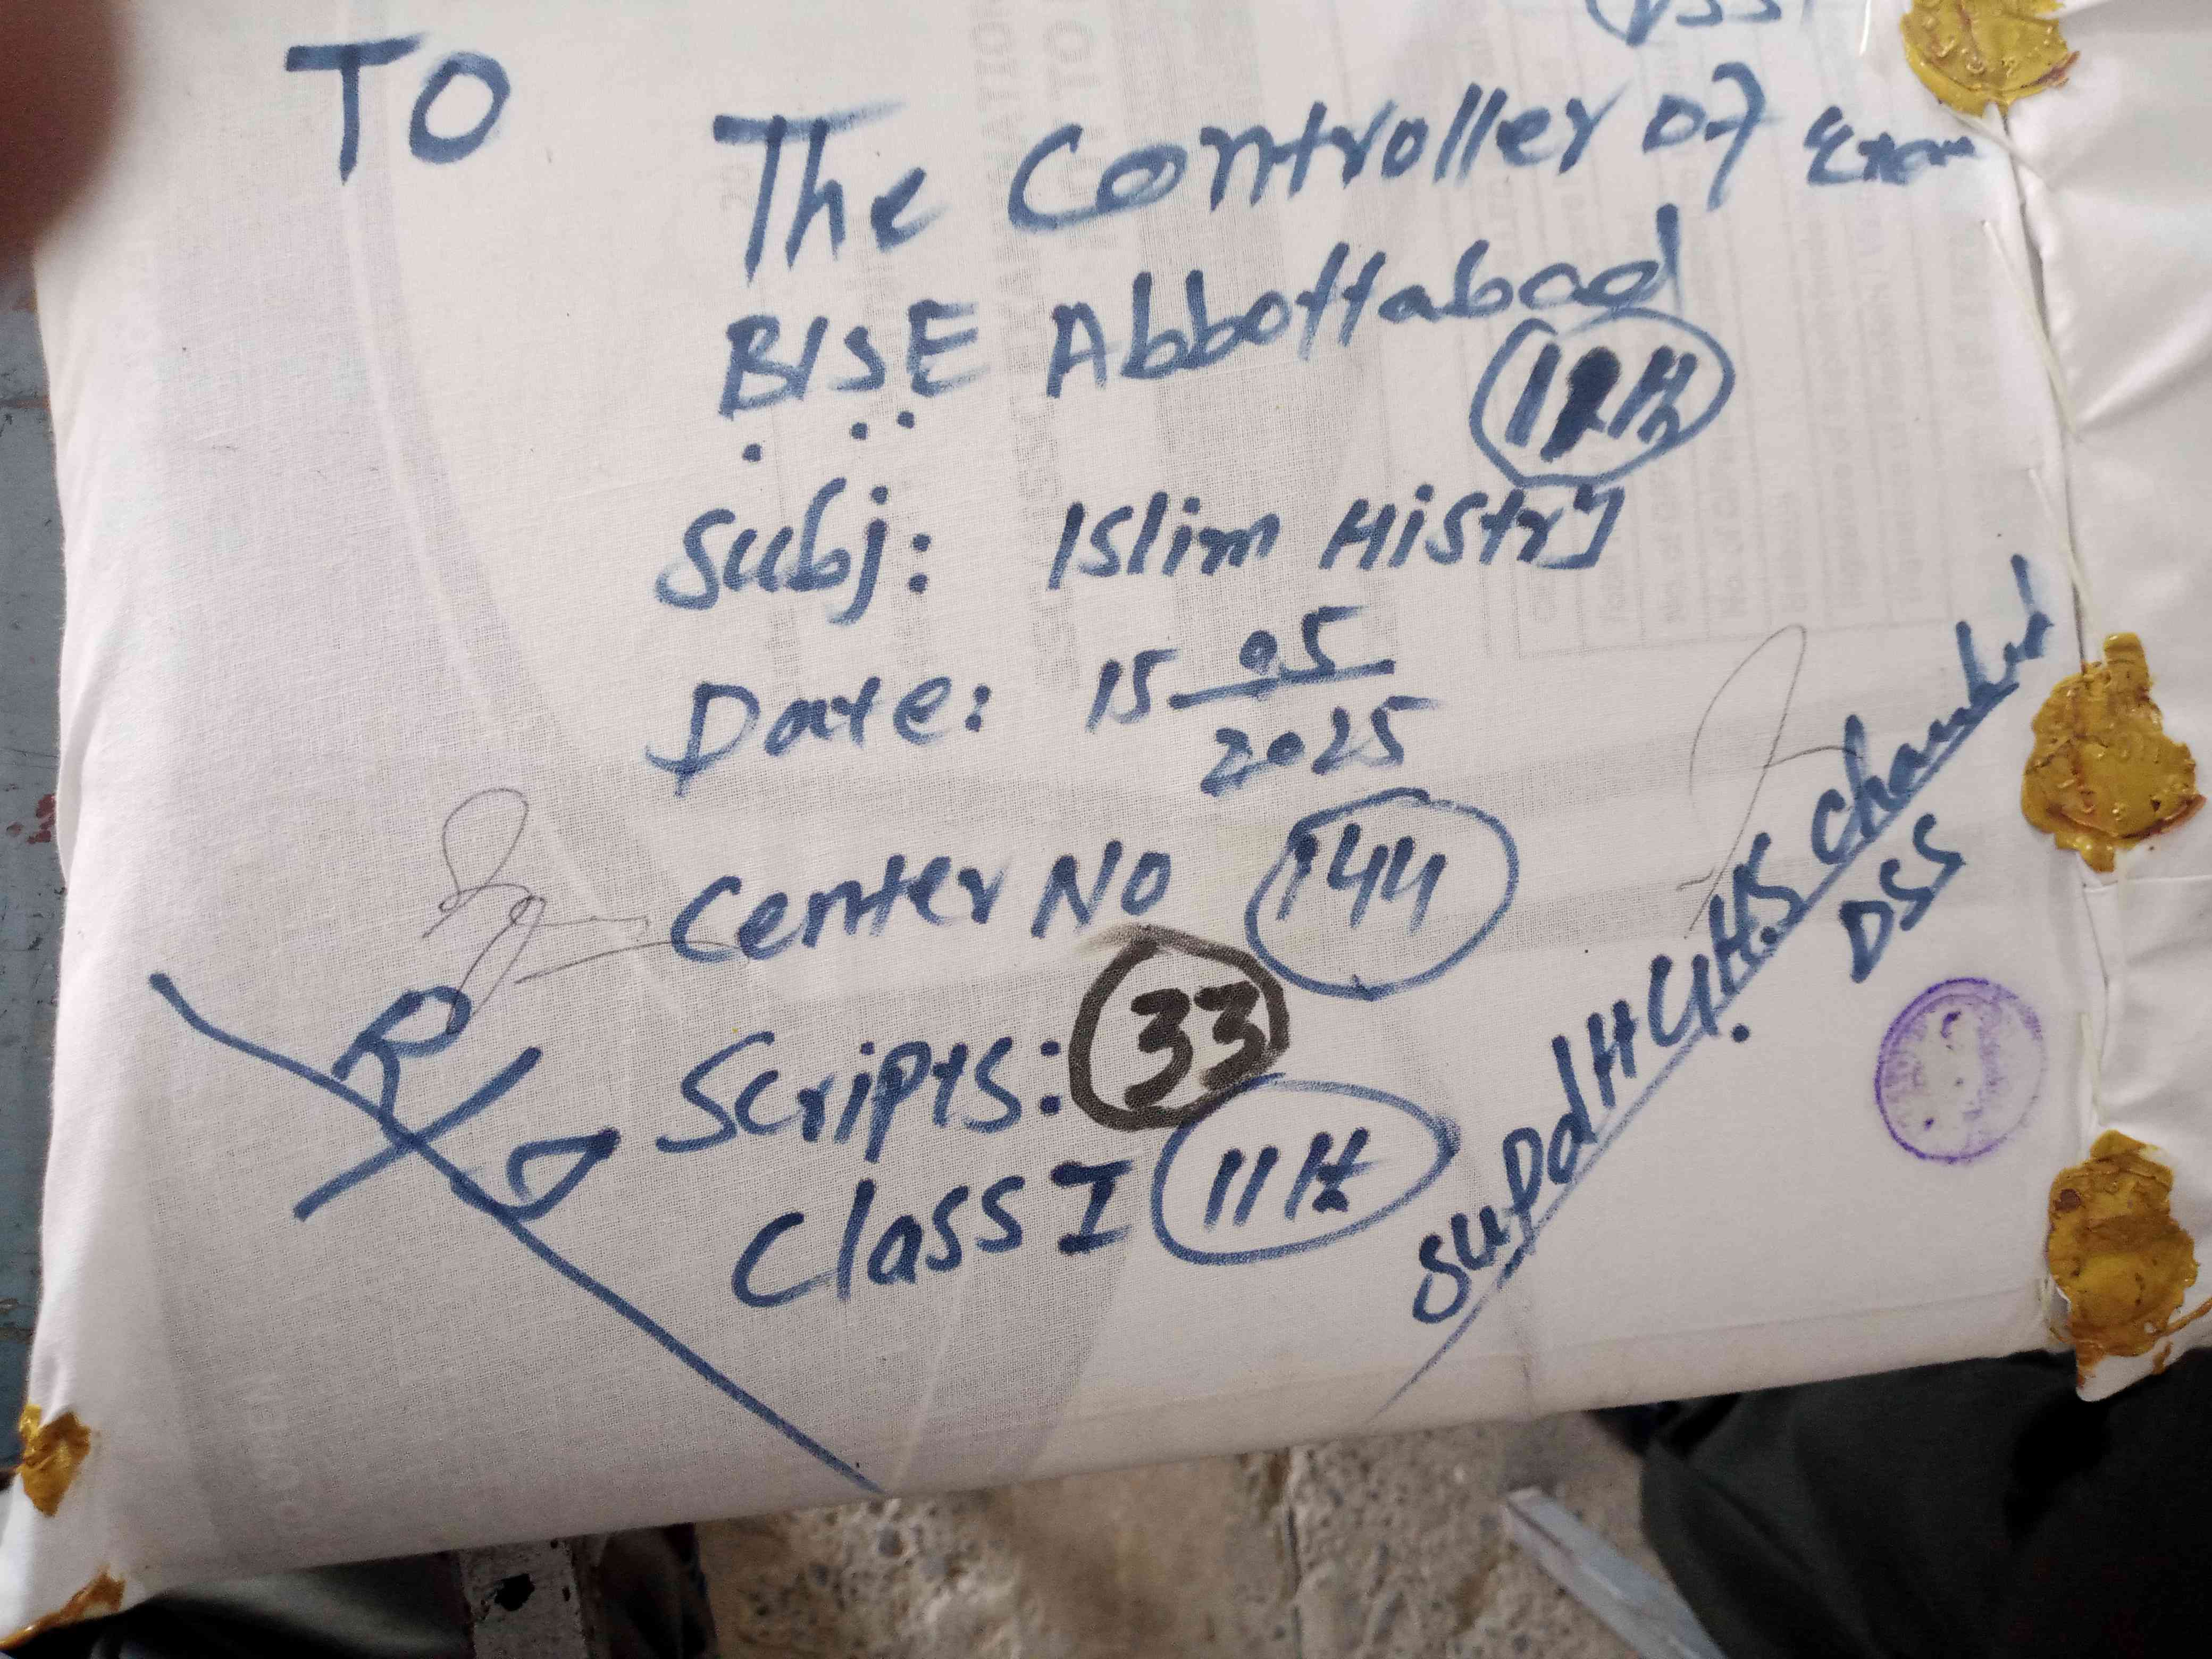 TO
The Controller Of Exam
BISE Abbottabad
12th
Subj: Islim Histry
Date: 15 05/2025
Center No 144
Scripts: 33
Class I 11th
Supdt GHS
DSS